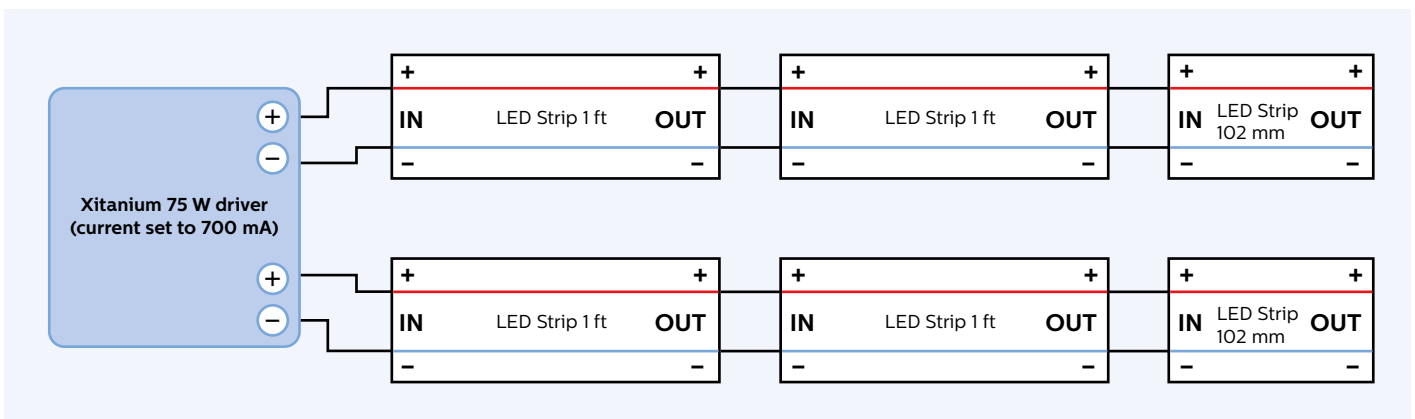 + + + + + +
+
IN LED Strip 1 ft OUT IN LED Strip 1 ft OUT IN LED Strip OUT
102 mm
−
− − − − − −
Xitanium 75 W driver
(current set to 700 mA)
+ + + + + +
+
−
IN LED Strip 1 ft OUT IN LED Strip 1 ft OUT IN LED Strip OUT
102 mm
− − − − − −